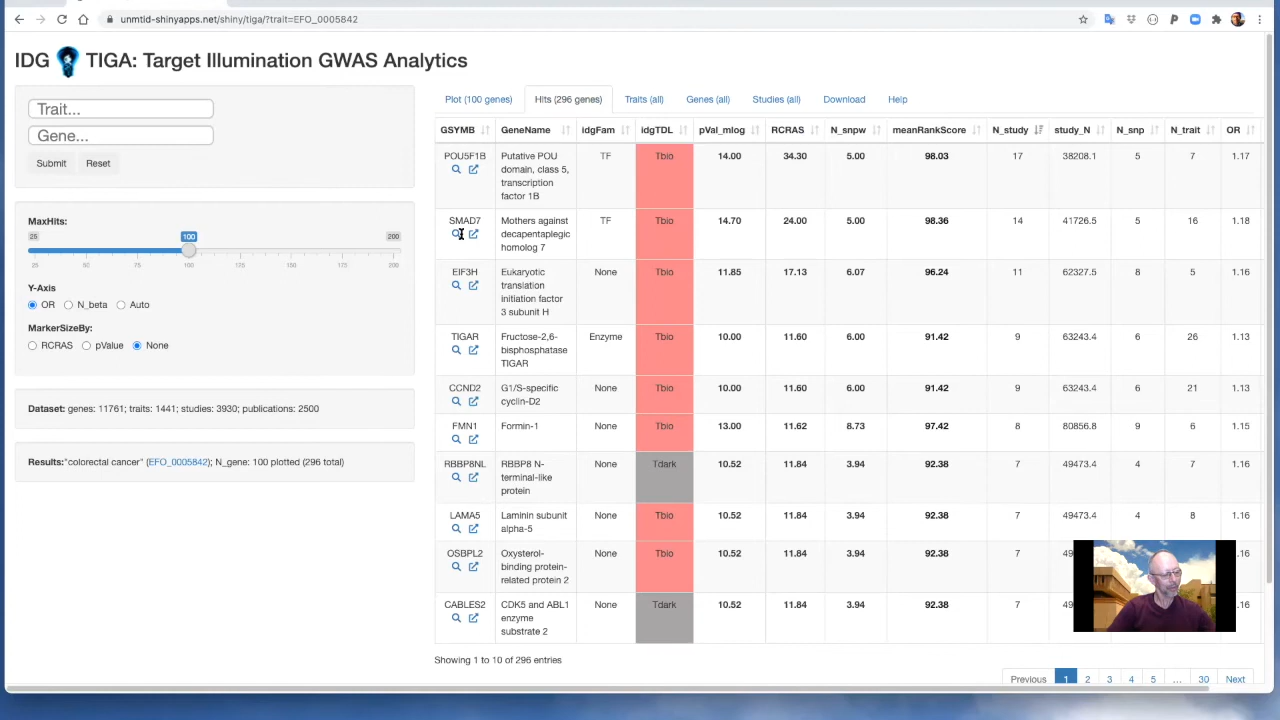 unmtid-shinyapps.net/shiny/tiga/?trait=EFO_0005842
IDG TIGA: Target Illumination GWAS Analytics
Trait...
Gene...
Submit Reset
MaxHits:
25 100 200
25 50 75 100 125 150 175 200
Y-Axis
OR N_beta Auto
MarkerSizeBy:
RCRAS pValue None
Dataset: genes: 11761; traits: 1441; studies: 3930; publications: 2500
Results:"colorectal cancer" (EFO_0005842); N_gene: 100 plotted (296 total)
Plot (100 genes) Hits (296 genes) Traits (all) Genes (all) Studies (all) Download Help
GSYMB GeneName idgFam idgTDL pVal_mlog RCRAS N_snpw meanRankScore N_study study_N N_snp N_trait OR
POU5F1B Putative POU TF Tbio 14.00 34.30 5.00 98.03 17 38208.1 5 7 1.17
domain, class 5,
transcription
factor 1B
SMAD7 Mothers against TF Tbio 14.70 24.00 5.00 98.36 14 41726.5 5 16 1.18
decapentaplegic
homolog 7
EIF3H Eukaryotic None Tbio 11.85 17.13 6.07 96.24 11 62327.5 8 5 1.16
translation
initiation factor
3 subunit H
TIGAR Fructose-2,6- Enzyme Tbio 10.00 11.60 6.00 91.42 9 63243.4 6 26 1.13
bisphosphatase
TIGAR
CCND2 G1/S-specific None Tbio 10.00 11.60 6.00 91.42 9 63243.4 6 21 1.13
cyclin-D2
FMN1 Formin-1 None Tbio 13.00 11.62 8.73 97.42 8 80856.8 9 6 1.15
RBBP8NL RBBP8 N- None Tdark 10.52 11.84 3.94 92.38 7 49473.4 4 7 1.16
terminal-like
protein
LAMA5 Laminin subunit None Tbio 10.52 11.84 3.94 92.38 7 49473.4 4 8 1.16
alpha-5
OSBPL2 Oxysterol- None Tbio 10.52 11.84 3.94 92.38 7 49 .16
binding protein-
related protein 2
CABLES2 CDK5 and ABL1 None Tdark 10.52 11.84 3.94 92.38 7 49 .16
enzyme
substrate 2
Showing 1 to 10 of 296 entries
Previous 1 2 3 4 5 ... 30 Next